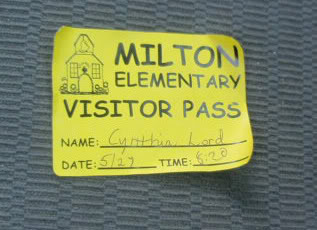 MILTON
ELEMENTARY
VISITOR PASS
NAME: Cynthia Lord
DATE: 5/27 TIME: 8:20